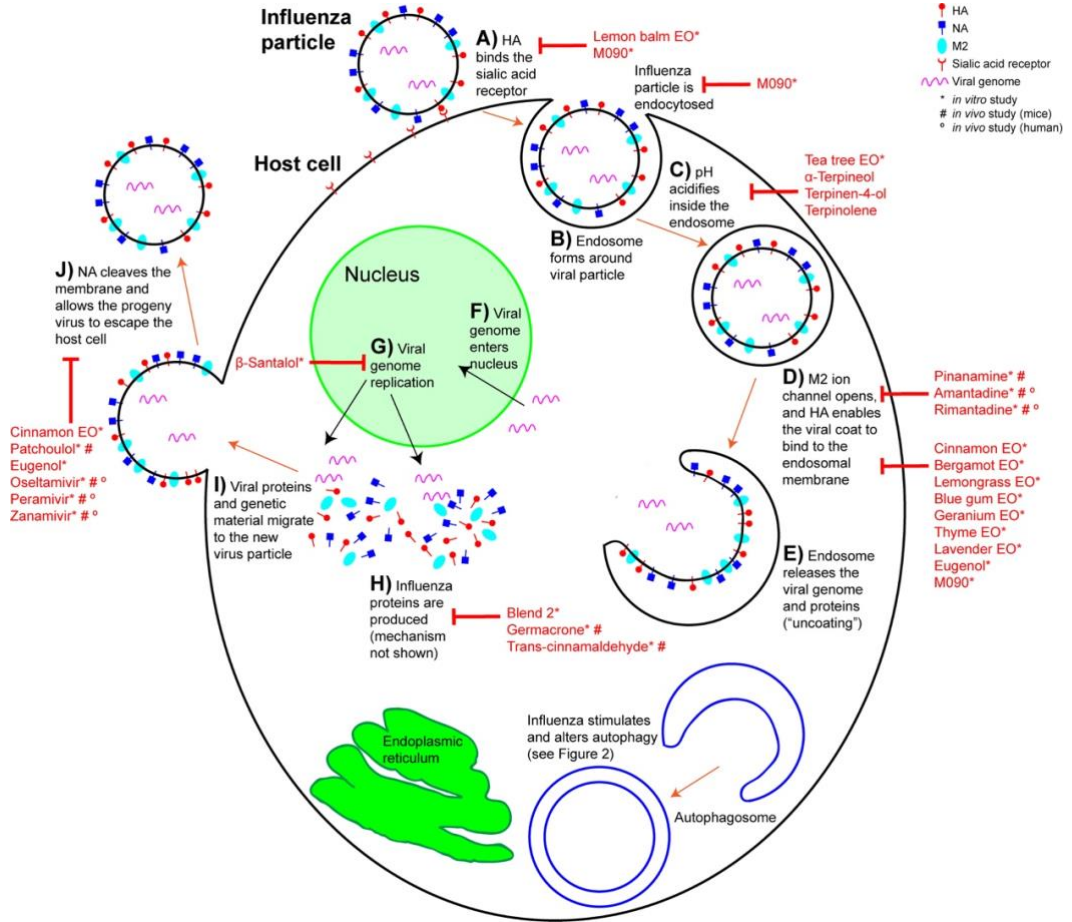 Influenza
particle
A) HA
binds the
sialic acid
receptor
Lemon balm EO*
M090*
Influenza
particle is
endocytosed
M090*
HA
NA
M2
Sialic acid receptor
Viral genome
* in vitro study
# in vivo study (mice)
º in vivo study (human)
Host cell
C) pH
acidifies
inside the
endosome
Tea tree EO*
α-Terpineol
Terpinen-4-ol
Terpinolene
B) Endosome
forms around
viral particle
J) NA cleaves the
membrane and
allows the progeny
virus to escape the
host cell
Nucleus
F) Viral
genome
enters
nucleus
G) Viral
genome
replication
β-Santalol*
D) M2 ion
channel opens,
and HA enables
the viral coat to
bind to the
endosomal
membrane
Pinanamine* #
Amantadine* # º
Rimantadine* # º
Cinnamon EO*
Bergamot EO*
Lemongrass EO*
Blue gum EO*
Geranium EO*
Thyme EO*
Lavender EO*
Eugenol*
M090*
Cinnamon EO*
Patchoulol* #
Eugenol*
Oseltamivir* # º
Peramivir* # º
Zanamivir* # º
I) Viral proteins
and genetic
material migrate
to the new
virus particle
E) Endosome
releases the
viral genome
and proteins
("uncoating")
H) Influenza
proteins are
produced
(mechanism
not shown)
Blend 2*
Germacrone* #
Trans-cinnamaldehyde* #
Endoplasmic
reticulum
Influenza stimulates
and alters autophagy
(see Figure 2)
Autophagosome